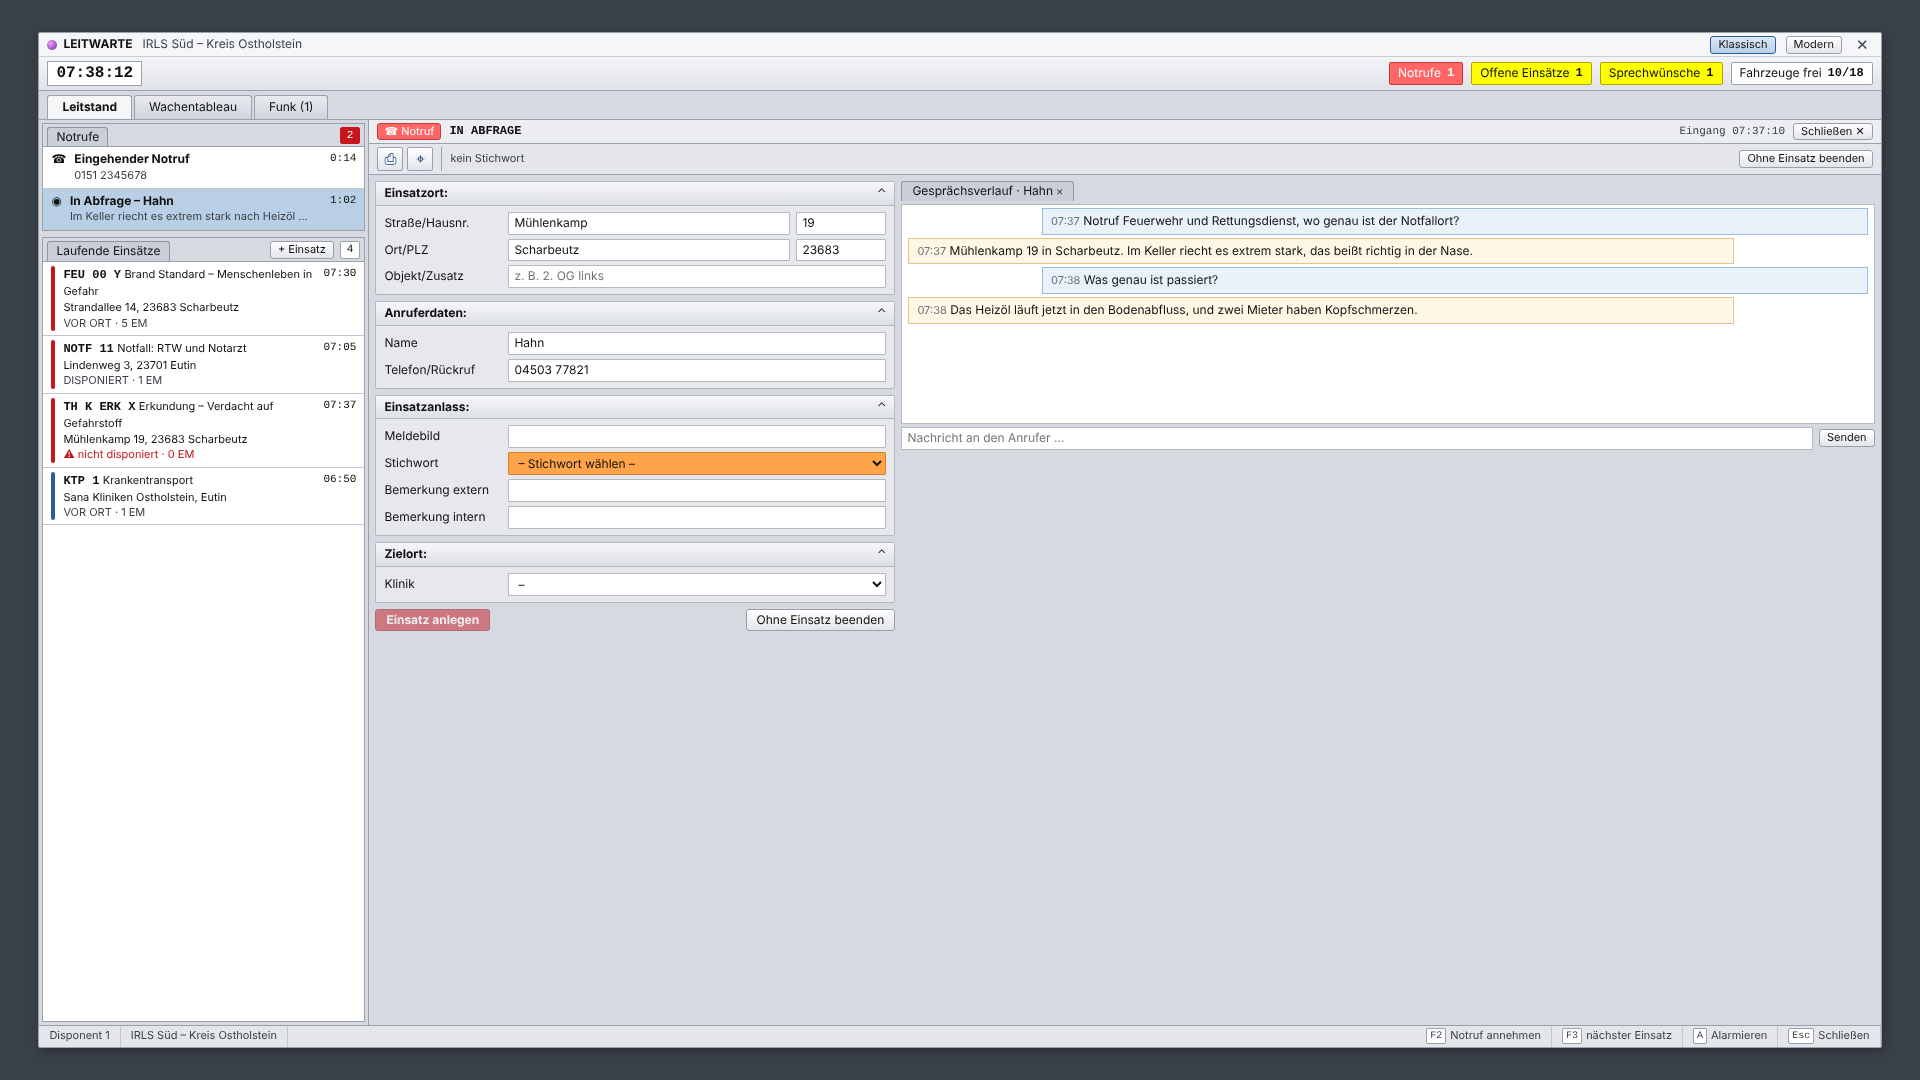 LEITWARTE IRLS Süd – Kreis Ostholstein Klassisch Modern ✕
07:38:12 Notrufe 1 Offene Einsätze 1 Sprechwünsche 1 Fahrzeuge frei 10/18
Leitstand Wachentableau Funk (1)
Notrufe 2
☎ Eingehender Notruf 0:14
0151 2345678
◉ In Abfrage – Hahn 1:02
Im Keller riecht es extrem stark nach Heizöl ...
Laufende Einsätze + Einsatz 4
FEU 00 Y Brand Standard – Menschenleben in 07:30
Gefahr
Strandallee 14, 23683 Scharbeutz
VOR ORT · 5 EM
NOTF 11 Notfall: RTW und Notarzt 07:05
Lindenweg 3, 23701 Eutin
DISPONIERT · 1 EM
TH K ERK X Erkundung – Verdacht auf 07:37
Gefahrstoff
Mühlenkamp 19, 23683 Scharbeutz
⚠ nicht disponiert · 0 EM
KTP 1 Krankentransport 06:50
Sana Kliniken Ostholstein, Eutin
VOR ORT · 1 EM
☎ Notruf IN ABFRAGE Eingang 07:37:10 Schließen ✕
kein Stichwort Ohne Einsatz beenden
Einsatzort:
Straße/Hausnr. Mühlenkamp 19
Ort/PLZ Scharbeutz 23683
Objekt/Zusatz z. B. 2. OG links
Anruferdaten:
Name Hahn
Telefon/Rückruf 04503 77821
Einsatzanlass:
Meldebild
Stichwort – Stichwort wählen –
Bemerkung extern
Bemerkung intern
Zielort:
Klinik –
Einsatz anlegen Ohne Einsatz beenden
Gesprächsverlauf · Hahn ×
07:37 Notruf Feuerwehr und Rettungsdienst, wo genau ist der Notfallort?
07:37 Mühlenkamp 19 in Scharbeutz. Im Keller riecht es extrem stark, das beißt richtig in der Nase.
07:38 Was genau ist passiert?
07:38 Das Heizöl läuft jetzt in den Bodenabfluss, und zwei Mieter haben Kopfschmerzen.
Nachricht an den Anrufer ... Senden
Disponent 1 IRLS Süd – Kreis Ostholstein F2 Notruf annehmen F3 nächster Einsatz A Alarmieren Esc Schließen